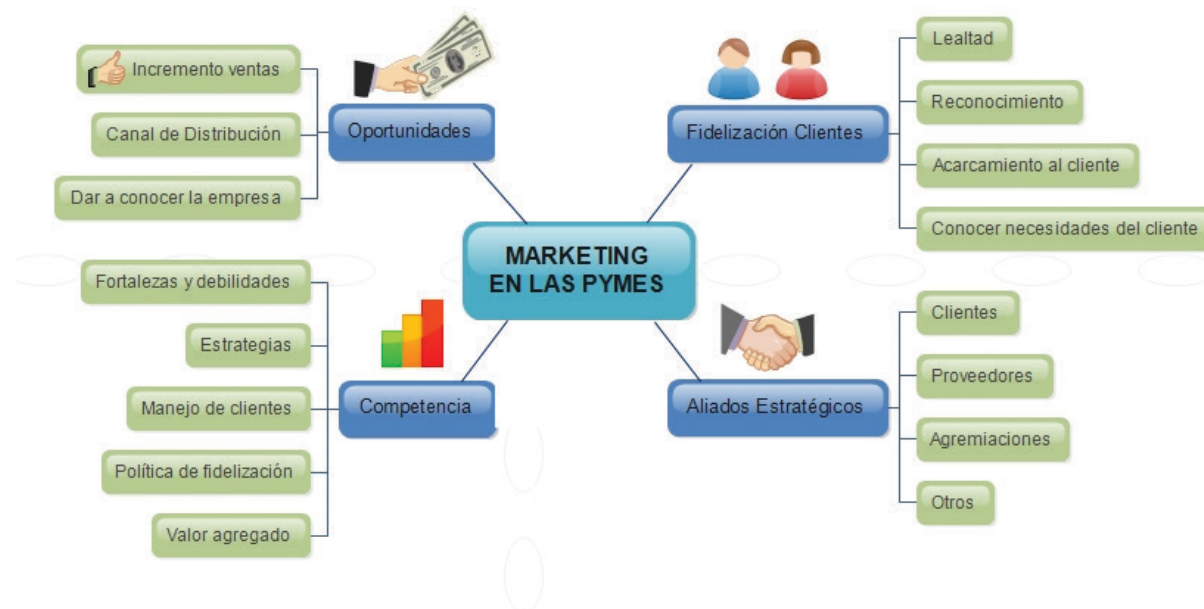 Incremento ventas
Canal de Distribución
Dar a conocer la empresa
Oportunidades
Fidelización Clientes
Lealtad
Reconocimiento
Acarcamiento al cliente
Conocer necesidades del cliente
MARKETING
EN LAS PYMES
Fortalezas y debilidades
Estrategias
Manejo de clientes
Política de fidelización
Valor agregado
Competencia
Aliados Estratégicos
Clientes
Proveedores
Agremiaciones
Otros